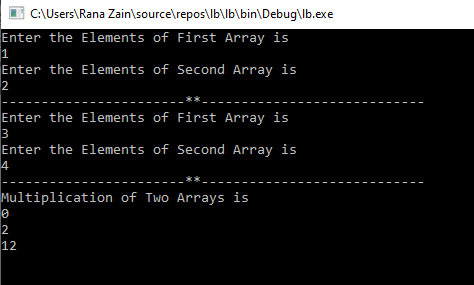 C:\Users\Rana Zain\source\repos\lb\lb\bin\Debug\lb.exe
Enter the Elements of First Array is
1
Enter the Elements of Second Array is
2
-----------------------**----------------------------
Enter the Elements of First Array is
3
Enter the Elements of Second Array is
4
-----------------------**----------------------------
Multiplication of Two Arrays is
0
2
12